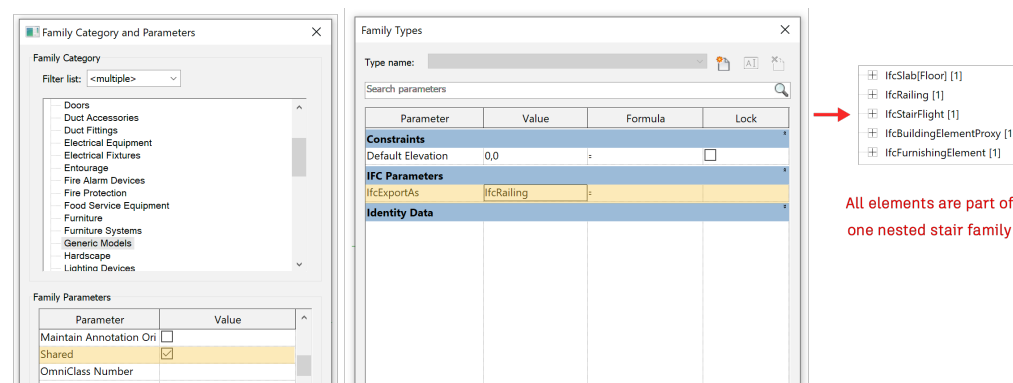 Family Category and Parameters
Family Category
Filter list: <multiple>
Doors
Duct Accessories
Duct Fittings
Electrical Equipment
Electrical Fixtures
Entourage
Fire Alarm Devices
Fire Protection
Food Service Equipment
Furniture
Furniture Systems
Generic Models
Hardscape
Lighting Devices
Family Parameters
Parameter Value
Maintain Annotation Ori
Shared
OmniClass Number
Family Types
Type name:
Search parameters
Parameter Value Formula Lock
Constraints
Default Elevation 0,0 =
IFC Parameters
IfcExportAs IfcRailing =
Identity Data
IfcSlab[Floor] [1]
IfcRailing [1]
IfcStairFlight [1]
IfcBuildingElementProxy [1
IfcFurnishingElement [1]
All elements are part of
one nested stair family